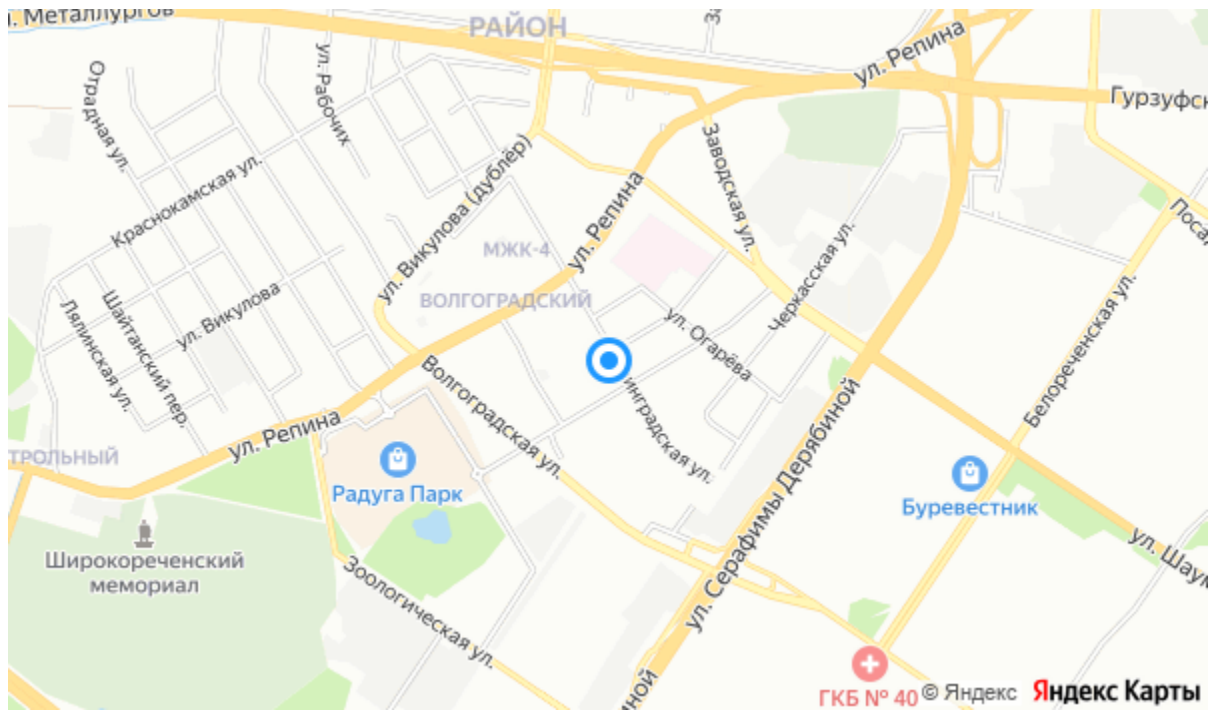 л. Металлургов
РАЙОН
ул. Репина
Гурзуфск
Отрадная ул.
ул. Рабочих
Заводская ул.
Краснокамская ул.
ул. Викулова (дублёр)
ул. Репина
МЖК-4
ВОЛГОГРАДСКИЙ
Черкасская ул.
Белореченская ул.
Поса
ул. Викулова
Шайтанский пер.
Лялинская ул.
ул. Огарёва
Волгоградская ул.
инградская ул.
ул. Репина
ТРОЛЬНЫЙ
Радуга Парк
ул. Серафимы Дерябиной
Буревестник
ул. Шаум
Широкореченский
мемориал
Зоологическая ул.
иной
ГКБ № 40
© Яндекс Яндекс Карты